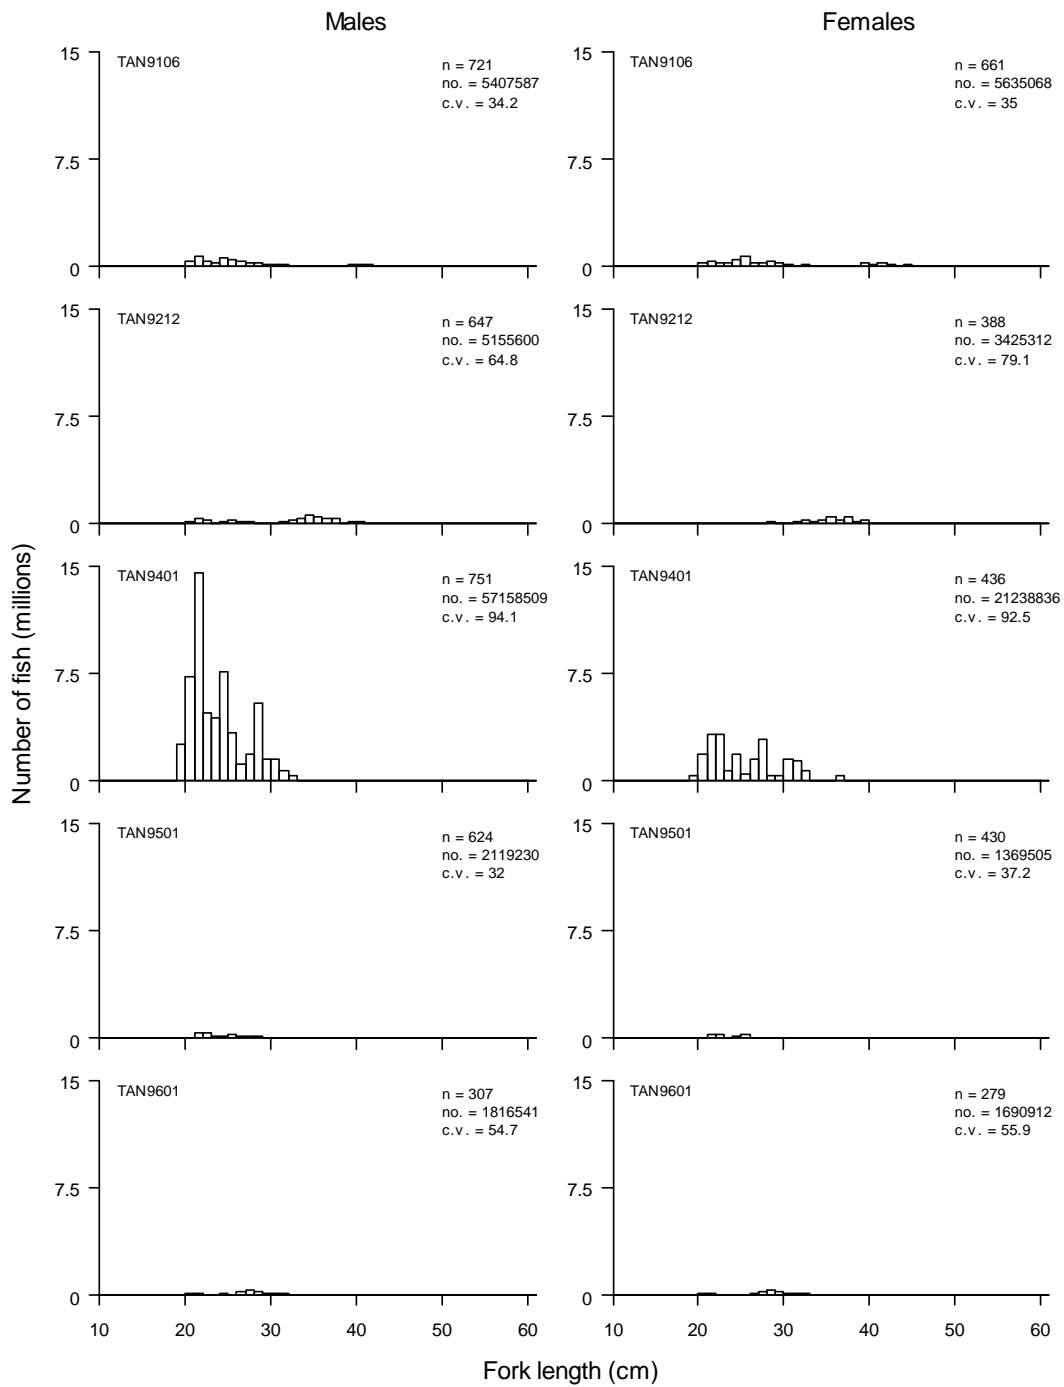 Males
Females
Number of fish (millions)
15
7.5
0
TAN9106
n = 721
no. = 5407587
c.v. = 34.2
TAN9106
n = 661
no. = 5635068
c.v. = 35
15
7.5
0
15
7.5
0
TAN9212
n = 647
no. = 5155600
c.v. = 64.8
15
7.5
0
TAN9212
n = 388
no. = 3425312
c.v. = 79.1
15
7.5
0
TAN9401
n = 751
no. = 57158509
c.v. = 94.1
15
7.5
0
TAN9401
n = 436
no. = 21238836
c.v. = 92.5
15
7.5
0
TAN9501
n = 624
no. = 2119230
c.v. = 32
15
7.5
0
TAN9501
n = 430
no. = 1369505
c.v. = 37.2
15
7.5
0
TAN9601
n = 307
no. = 1816541
c.v. = 54.7
15
7.5
0
TAN9601
n = 279
no. = 1690912
c.v. = 55.9
10 20 30 40 50 60
10 20 30 40 50 60
Fork length (cm)